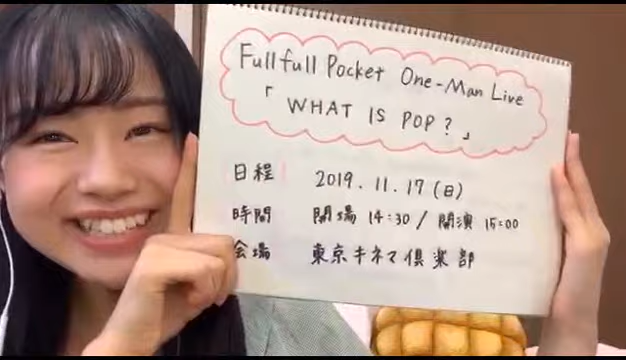 Fullfull Pocket One-Man Live
「WHAT IS POP?」
日程 2019.11.17(日)
時間 開場 14:30 / 開演 15:00
会場 東京キネマ倶楽部